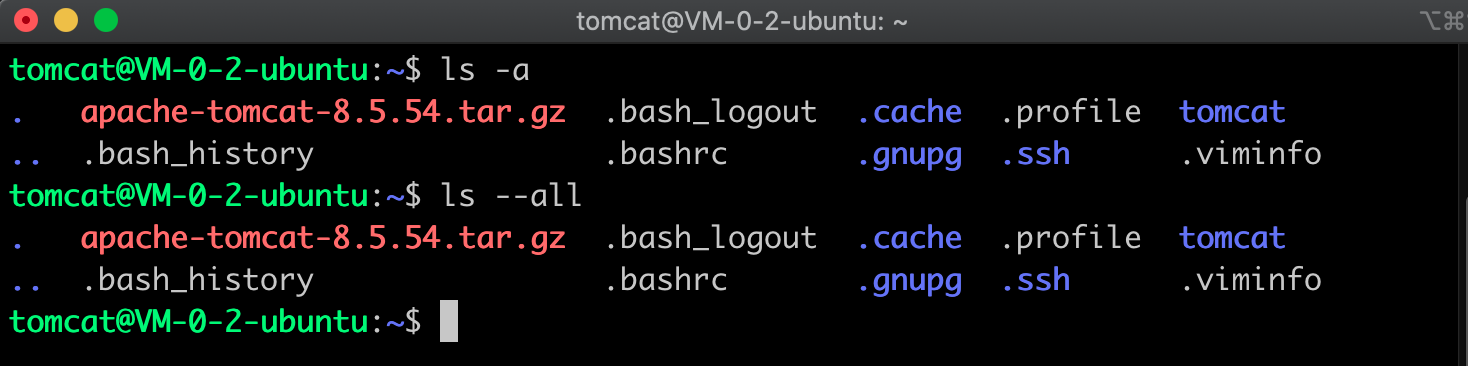 tomcat@VM-0-2-ubuntu: ~
⌥⌘
tomcat@VM-0-2-ubuntu:~$ ls -a
.   apache-tomcat-8.5.54.tar.gz  .bash_logout  .cache  .profile  tomcat
..  .bash_history                .bashrc       .gnupg  .ssh      .viminfo
tomcat@VM-0-2-ubuntu:~$ ls --all
.   apache-tomcat-8.5.54.tar.gz  .bash_logout  .cache  .profile  tomcat
..  .bash_history                .bashrc       .gnupg  .ssh      .viminfo
tomcat@VM-0-2-ubuntu:~$